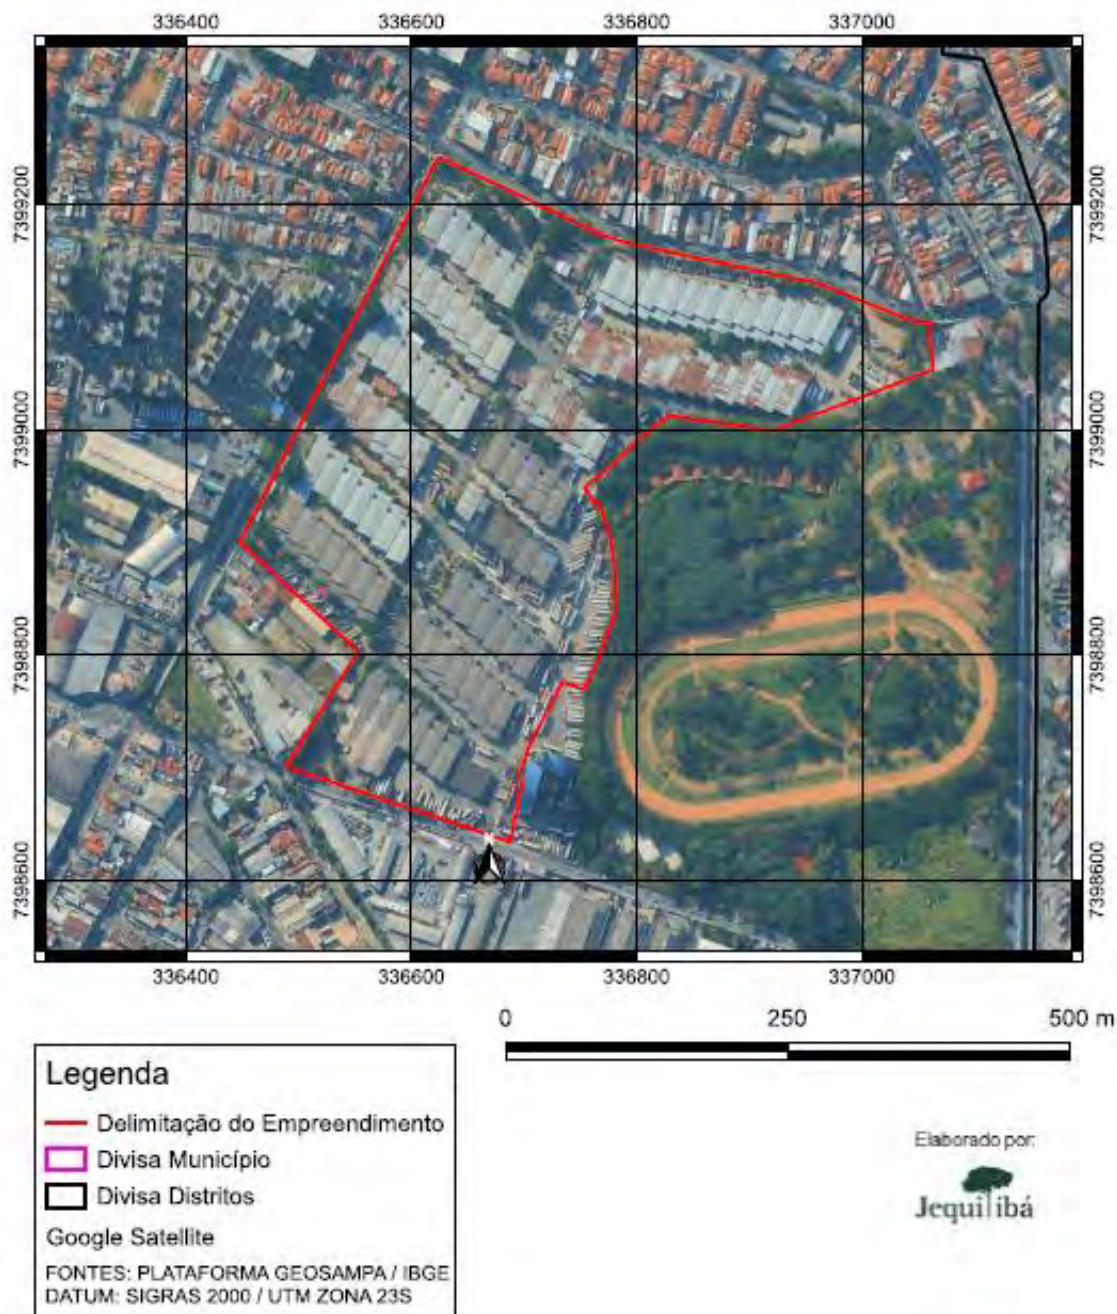 336400 336600 336800 337000
7399200 7399200
7399000 7399000
7398800 7398800
7398600 7398600
336400 336600 336800 337000
0 250 500 m
Legenda
Delimitação do Empreendimento
Divisa Município
Divisa Distritos
Google Satellite
FONTES: PLATAFORMA GEOSAMPA / IBGE
DATUM: SIGRAS 2000 / UTM ZONA 23S
Elaborado por:
Jequitibá